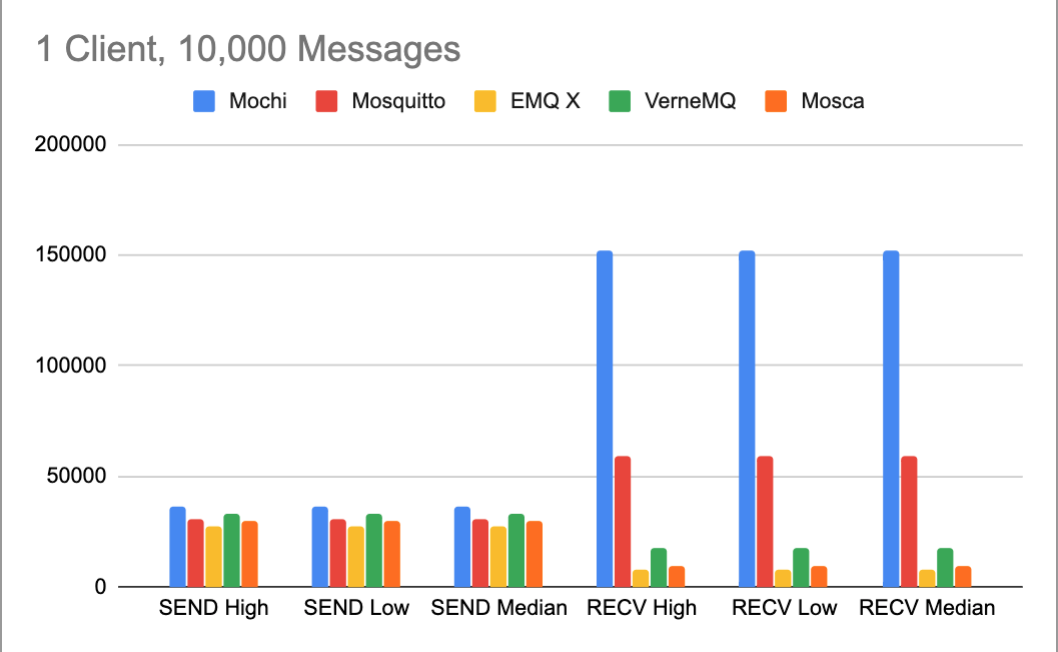 1 Client, 10,000 Messages
Mochi Mosquitto EMQ X VerneMQ Mosca
200000
150000
100000
50000
0
SEND High SEND Low SEND Median RECV High RECV Low RECV Median